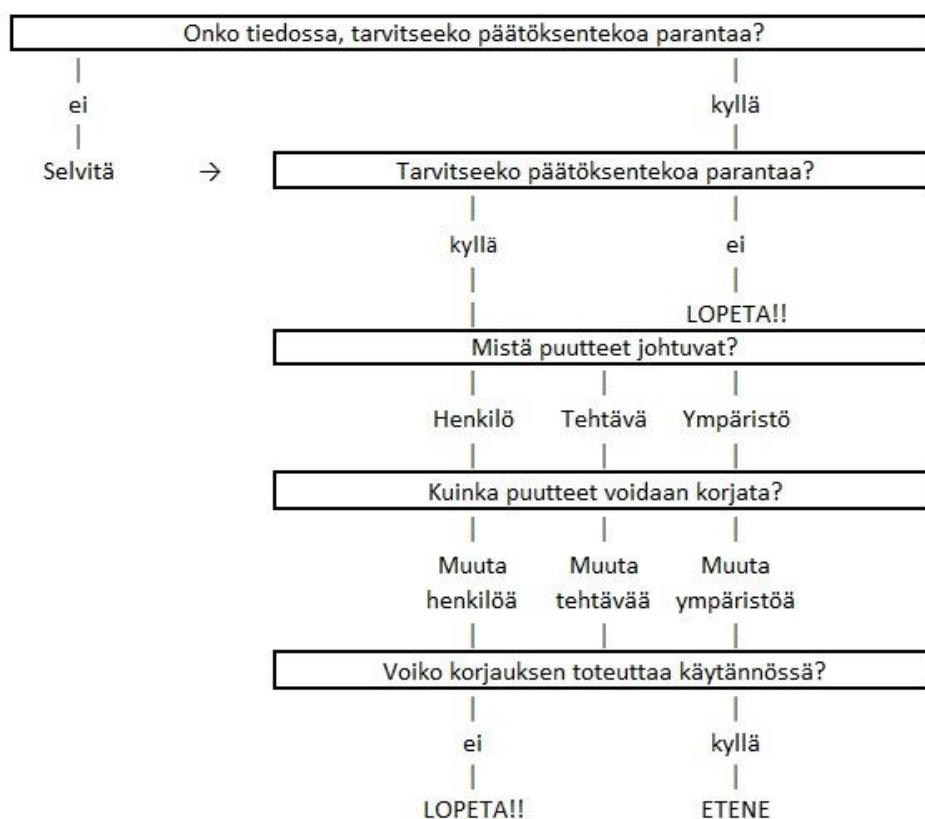 Onko tiedossa, tarvitseeko päätöksentekoa parantaa?
ei kyllä
Selvitä → Tarvitseeko päätöksentekoa parantaa?
kyllä ei
LOPETA!!
Mistä puutteet johtuvat?
Henkilö Tehtävä Ympäristö
Kuinka puutteet voidaan korjata?
Muuta Muuta Muuta
henkilöä tehtävää ympäristöä
Voiko korjauksen toteuttaa käytännössä?
ei kyllä
LOPETA!! ETENE